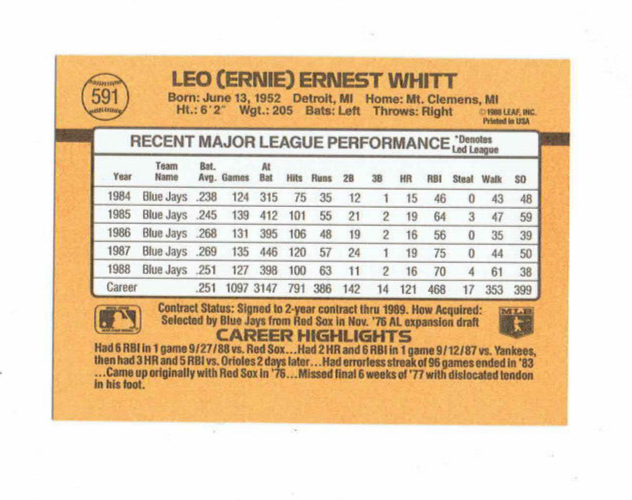 591
LEO (ERNIE) ERNEST WHITT
Born: June 13, 1952 Detroit, MI Home: Mt. Clemens, MI
Ht.: 6'2" Wgt.: 205 Bats: Left Throws: Right
© 1988 LEAF, INC.
Printed in USA
RECENT MAJOR LEAGUE PERFORMANCE *Denotes
Led League
Year Team Name Bat. Avg. Games At Bat Hits Runs 2B 3B HR RBI Steal Walk SO
1984 Blue Jays .238 124 315 75 35 12 1 15 46 0 43 48
1985 Blue Jays .245 139 412 101 55 21 2 19 64 3 47 59
1986 Blue Jays .268 131 395 106 48 19 2 16 56 0 35 39
1987 Blue Jays .269 135 446 120 57 24 1 19 75 0 44 50
1988 Blue Jays .251 127 398 100 63 11 2 16 70 4 61 38
Career .251 1097 3147 791 386 142 14 121 468 17 353 399
Contract Status: Signed to 2-year contract thru 1989. How Acquired:
Selected by Blue Jays from Red Sox in Nov. '76 AL expansion draft
MLB
CAREER HIGHLIGHTS
Had 6 RBI in 1 game 9/27/88 vs. Red Sox...Had 2 HR and 6 RBI in 1 game 9/12/87 vs. Yankees,
then had 3 HR and 5 RBI vs. Orioles 2 days later...Had errorless streak of 96 games ended in '83
...Came up originally with Red Sox in '76...Missed final 6 weeks of '77 with dislocated tendon
in his foot.